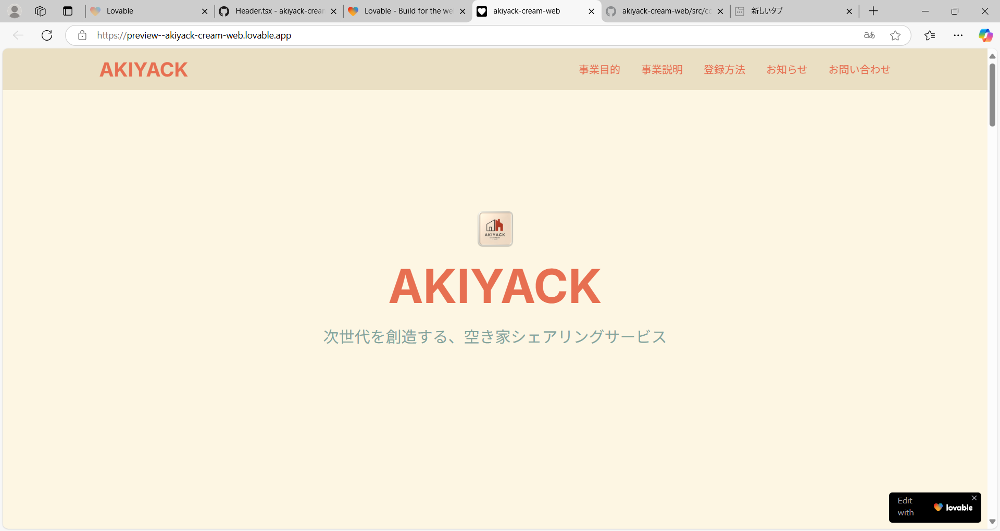 Lovable
Header.tsx - akiyack-crean
Lovable - Build for the we
akiyack-cream-web
akiyack-cream-web/src/cc
新しいタブ
https://preview--akiyack-cream-web.lovable.app
aあ
AKIYACK
事業目的
事業説明
登録方法
お知らせ
お問い合わせ
AKIYACK
AKIYACK
次世代を創造する、空き家シェアリングサービス
Edit
with
lovable